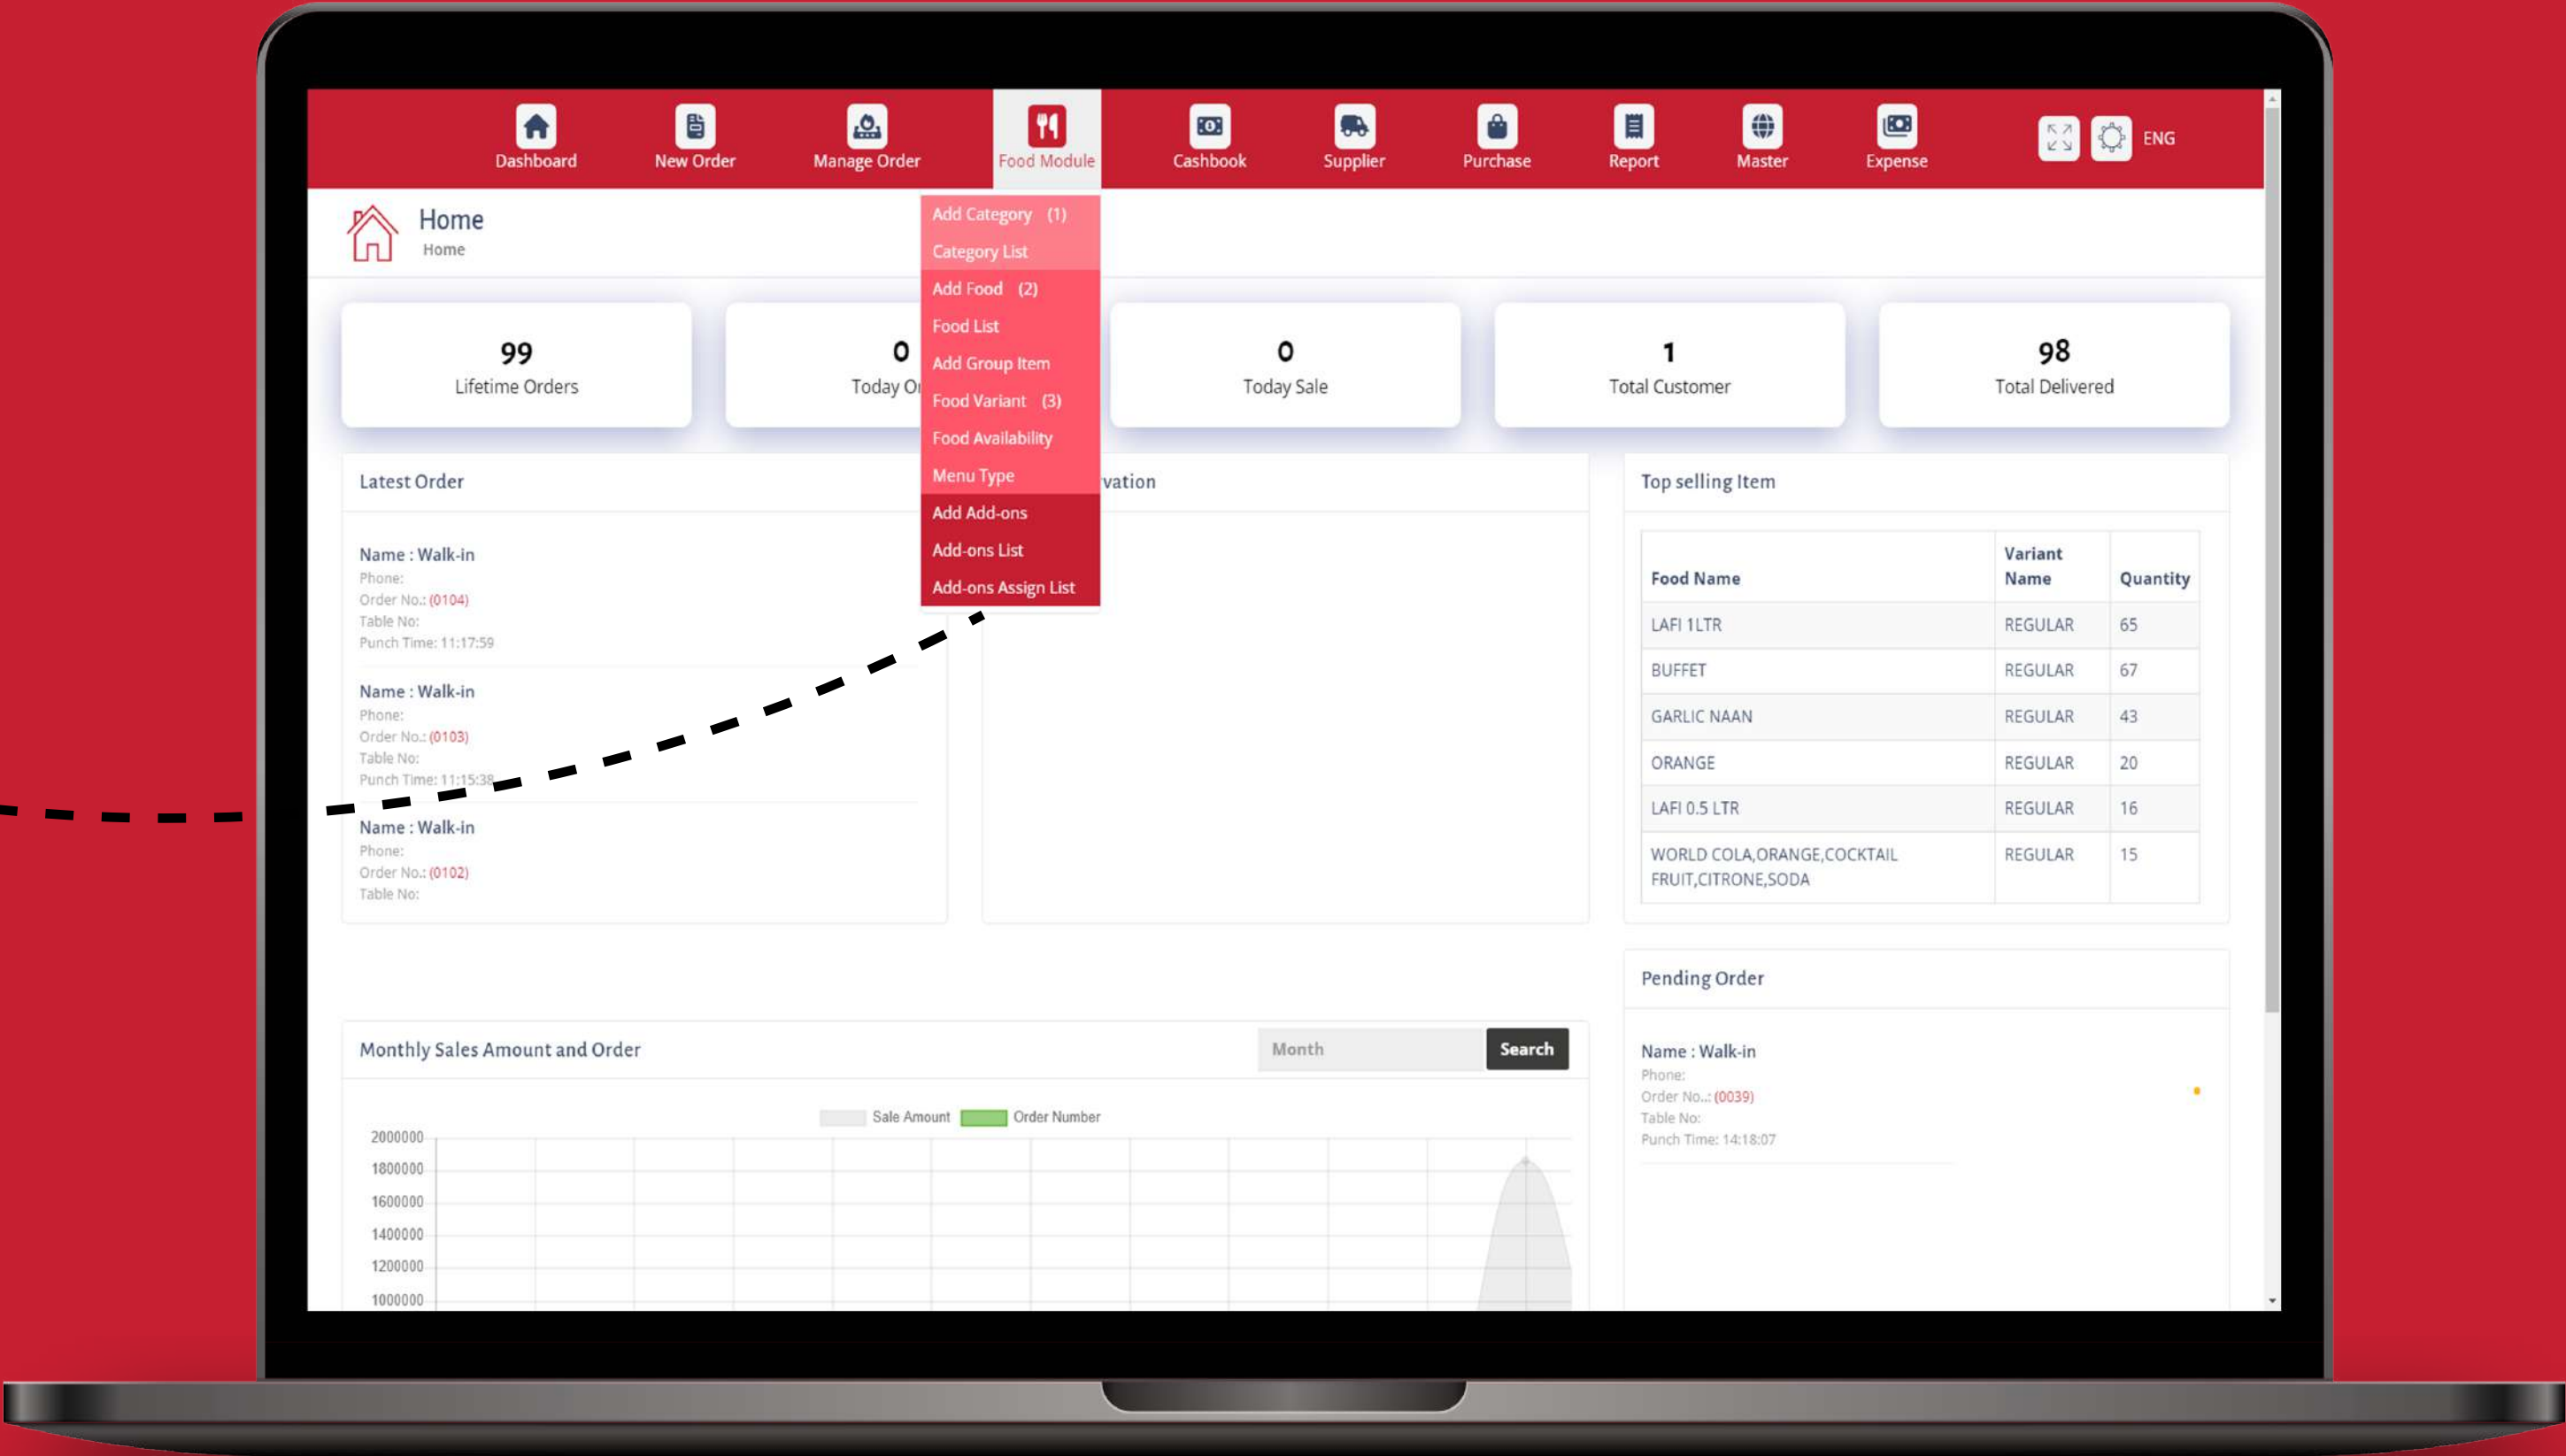 Dashboard
New Order
Manage Order
Food Module
Cashbook
Supplier
Purchase
Report
Master
Expense
ENG
Home
Home
Add Category (1)
Category List
Add Food (2)
Food List
Add Group Item
Food Variant (3)
Food Availability
Menu Type
Add Add-ons
Add-ons List
Add-ons Assign List
99
Lifetime Orders
0
Today Or
0
Today Sale
1
Total Customer
98
Total Delivered
Latest Order
Name : Walk-in
Phone:
Order No.: (0104)
Table No:
Punch Time: 11:17:59
Name : Walk-in
Phone:
Order No.: (0103)
Table No:
Punch Time: 11:15:38
Name : Walk-in
Phone:
Order No.: (0102)
Table No:
vation
Top selling Item
Food Name Variant Name Quantity
LAFI 1LTR REGULAR 65
BUFFET REGULAR 67
GARLIC NAAN REGULAR 43
ORANGE REGULAR 20
LAFI 0.5 LTR REGULAR 16
WORLD COLA,ORANGE,COCKTAIL REGULAR 15
FRUIT,CITRONE,SODA
Pending Order
Name : Walk-in
Phone:
Order No..: (0039)
Table No:
Punch Time: 14:18:07
Monthly Sales Amount and Order
Month
Search
Sale Amount Order Number
2000000
1800000
1600000
1400000
1200000
1000000